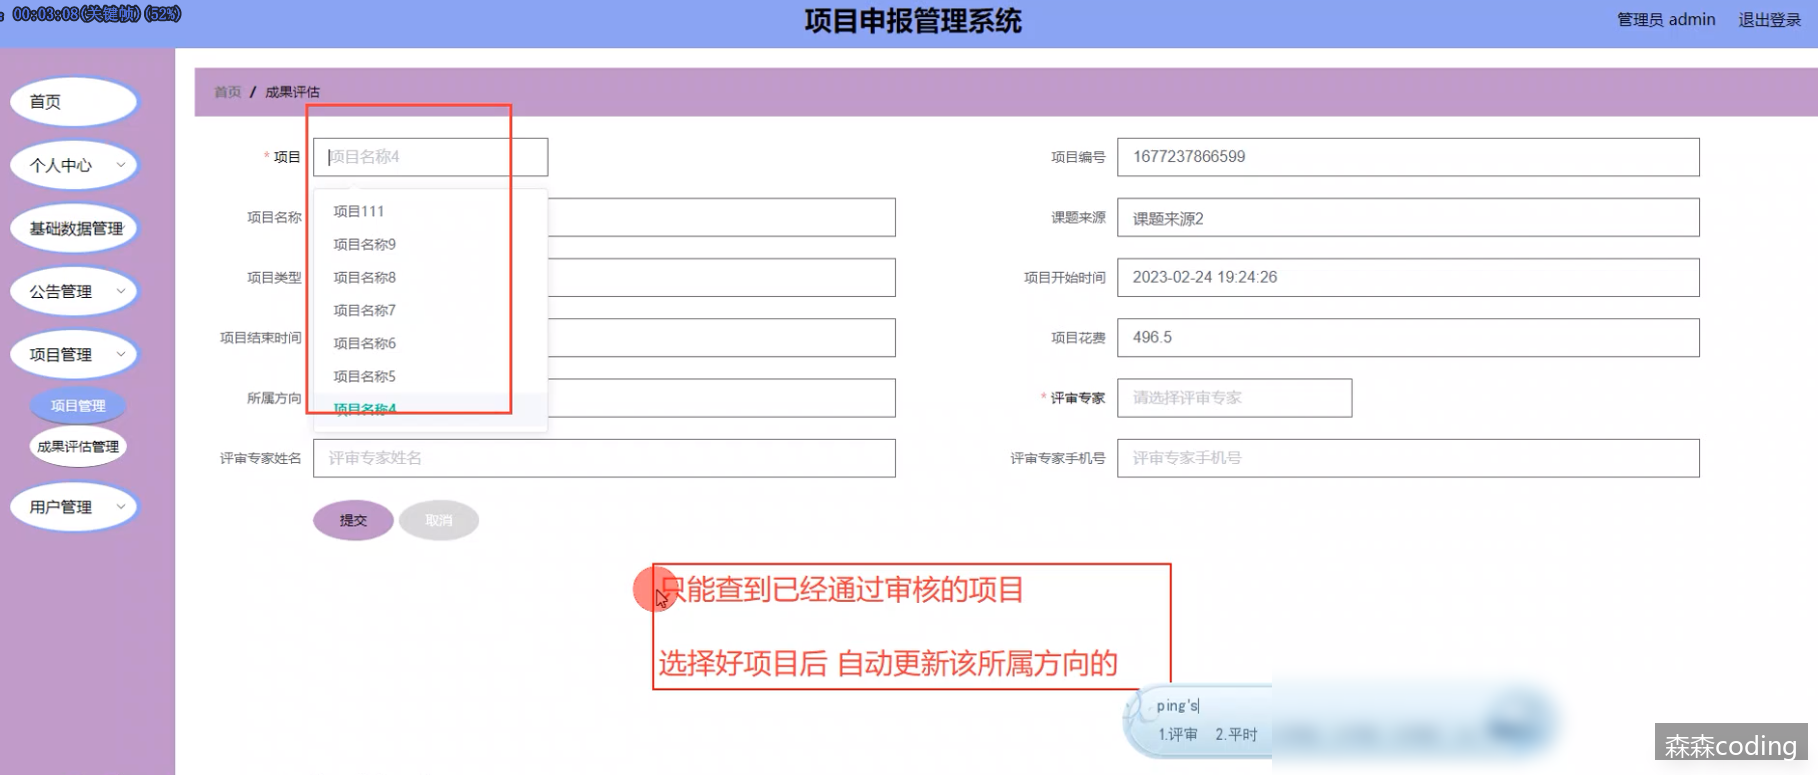 : 00:03:08(关键帧)(52%)
项目申报管理系统
管理员 admin 退出登录
首页
个人中心
基础数据管理
公告管理
项目管理
项目管理
成果评估管理
用户管理
首页 / 成果评估
* 项目 项目名称4
项目编号 1677237866599
项目111
项目名称9
项目名称8
项目名称7
项目名称6
项目名称5
项目名称4
项目名称
课题来源 课题来源2
项目类型
项目开始时间 2023-02-24 19:24:26
项目结束时间
项目花费 496.5
所属方向
* 评审专家 请选择评审专家
评审专家姓名 评审专家姓名
评审专家手机号 评审专家手机号
提交 取消
只能查到已经通过审核的项目
选择好项目后 自动更新该所属方向的
ping's
1.评审 2.平时
森森coding